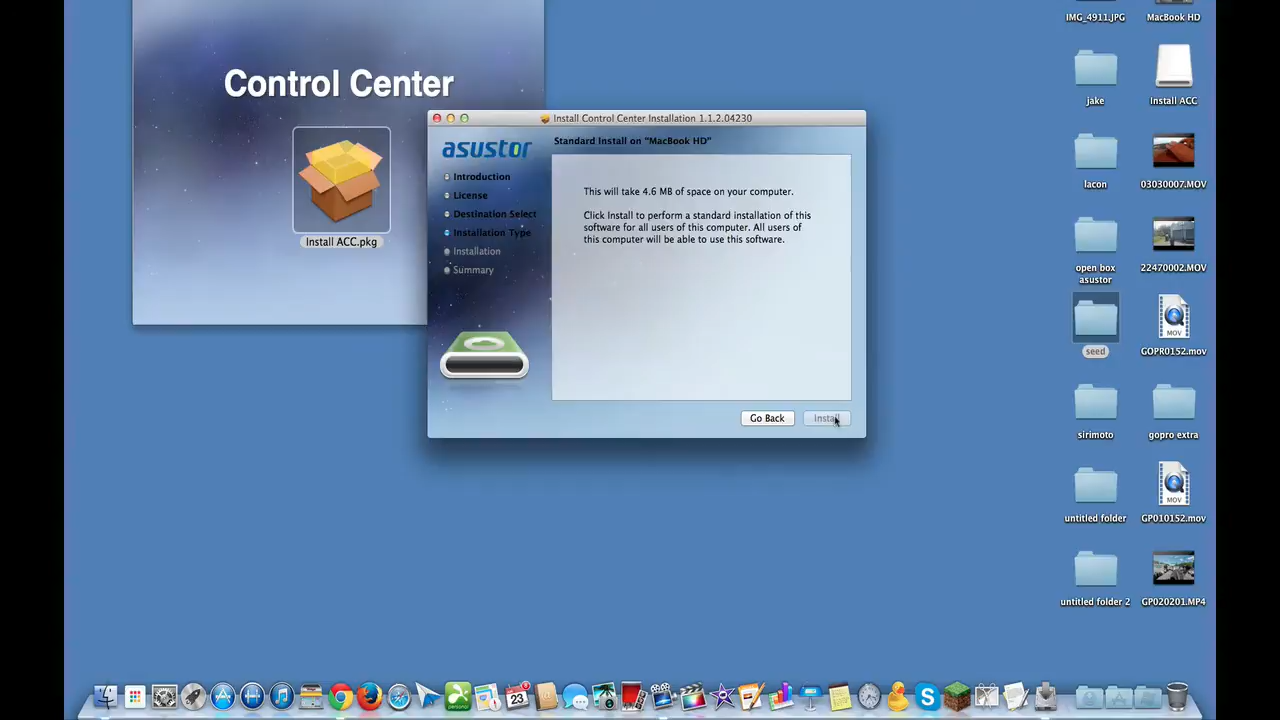 Control Center
Install ACC.pkg
Install Control Center Installation 1.1.2.04230
asustor
Standard Install on "MacBook HD"
Introduction
License
Destination Select
Installation Type
Installation
Summary
This will take 4.6 MB of space on your computer.
Click Install to perform a standard installation of this
software for all users of this computer. All users of
this computer will be able to use this software.
Go Back
Install
IMG_4911.JPG
MacBook HD
jake
Install ACC
lacon
03030007.MOV
open box
asustor
22470002.MOV
seed
MOV
GOPR0152.mov
sirimoto
gopro extra
untitled folder
MOV
GP010152.mov
untitled folder 2
GP020201.MP4
personal
23